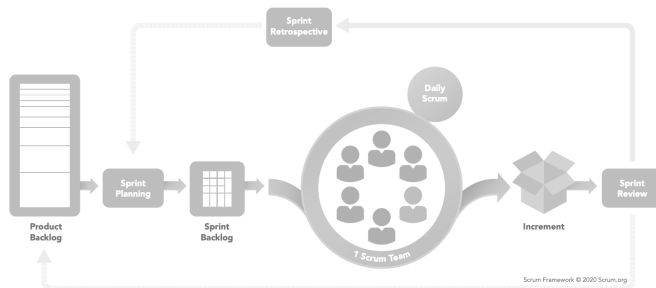 Sprint
Retrospective
Daily
Scrum
Sprint
Planning
Sprint
Review
Product
Backlog
Sprint
Backlog
1 Scrum Team
Increment
Scrum Framework © 2020 Scrum.org